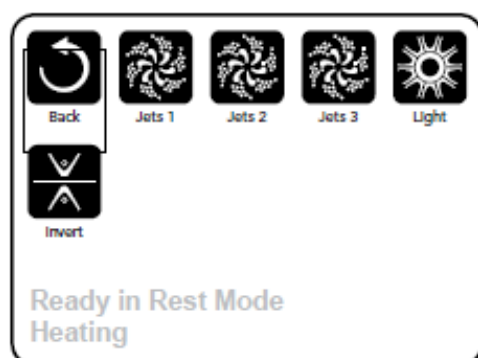 Back Jets 1 Jets 2 Jets 3 Light
Invert
Ready in Rest Mode
Heating